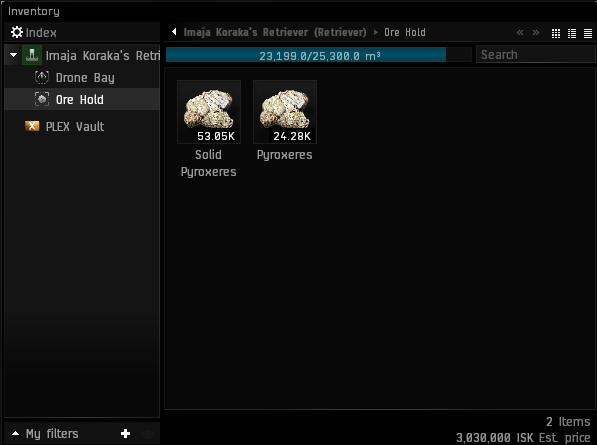 Inventory
Index
Imaja Koraka's Retri
Drone Bay
Ore Hold
PLEX Vault
Imaja Koraka's Retriever (Retriever) ▸ Ore Hold
« »
23,199.0/25,300.0 m³
Search
53.05K
Solid
Pyroxeres
24.28K
Pyroxeres
My filters
2 Items
3,030,000 ISK Est. price